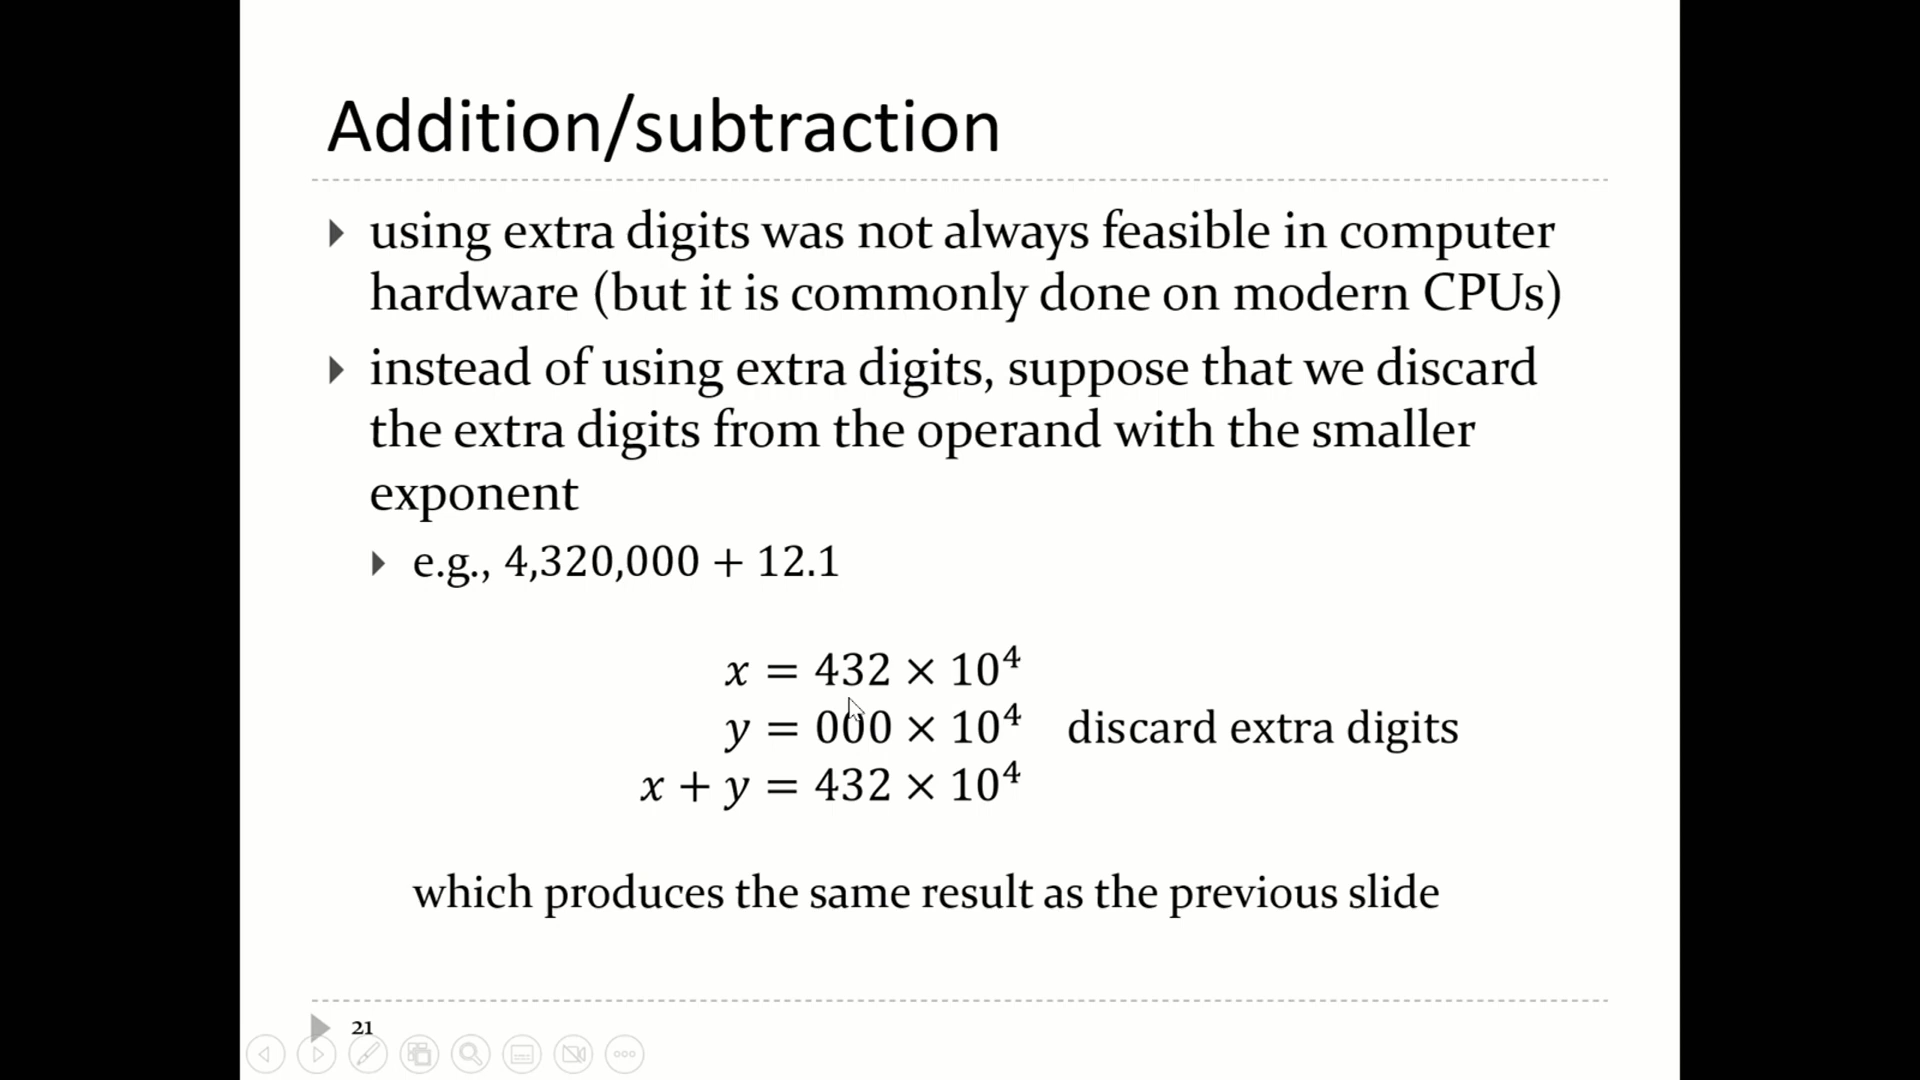 Addition/subtraction
using extra digits was not always feasible in computer
hardware (but it is commonly done on modern CPUs)
instead of using extra digits, suppose that we discard
the extra digits from the operand with the smaller
exponent
e.g., 4,320,000 + 12.1
x = 432 × 10⁴
y = 000 × 10⁴ discard extra digits
x + y = 432 × 10⁴
which produces the same result as the previous slide
21